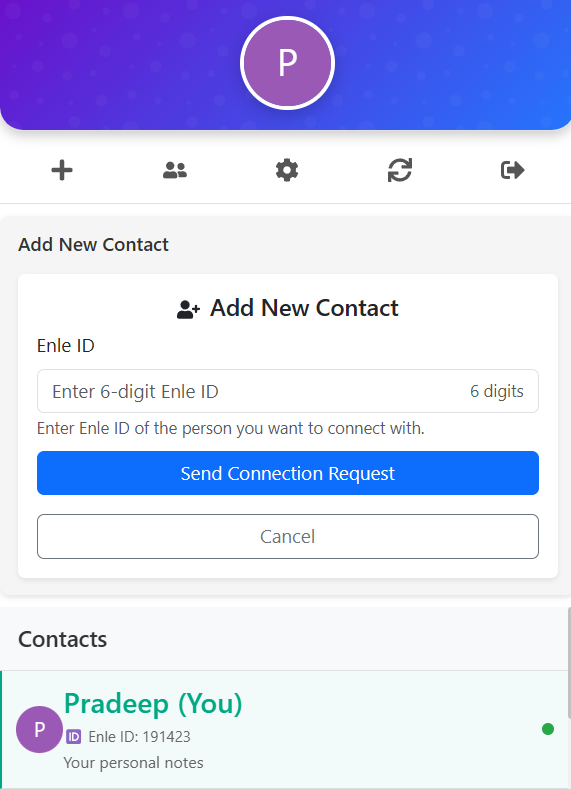 P
Add New Contact
Add New Contact
Enle ID
Enter 6-digit Enle ID 6 digits
Enter Enle ID of the person you want to connect with.
Send Connection Request
Cancel
Contacts
P
Pradeep (You)
ID Enle ID: 191423
Your personal notes